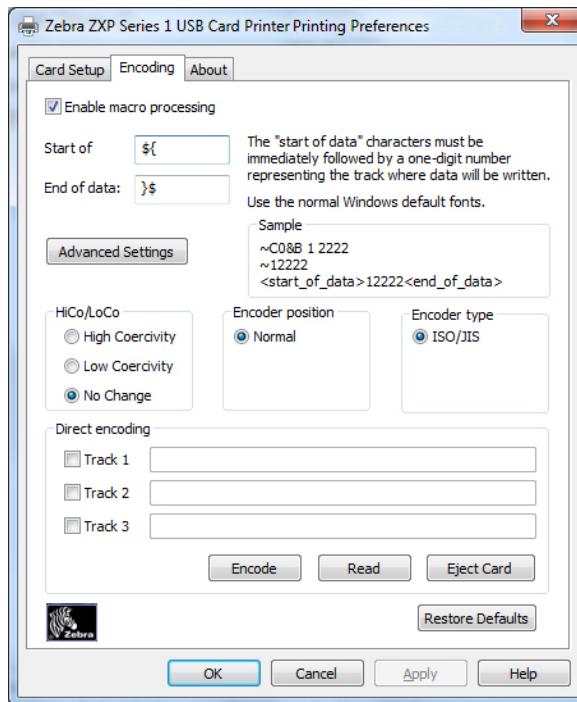 Zebra ZXP Series 1 USB Card Printer Printing Preferences
Card Setup Encoding About
Enable macro processing
Start of ${
The "start of data" characters must be
immediately followed by a one-digit number
representing the track where data will be written.
End of data: }$
Use the normal Windows default fonts.
Advanced Settings
Sample
~C0&B 1 2222
~12222
<start_of_data>12222<end_of_data>
HiCo/LoCo
High Coercivity
Low Coercivity
No Change
Encoder position
Normal
Encoder type
ISO/JIS
Direct encoding
Track 1
Track 2
Track 3
Encode Read Eject Card
Zebra
Restore Defaults
OK Cancel Apply Help